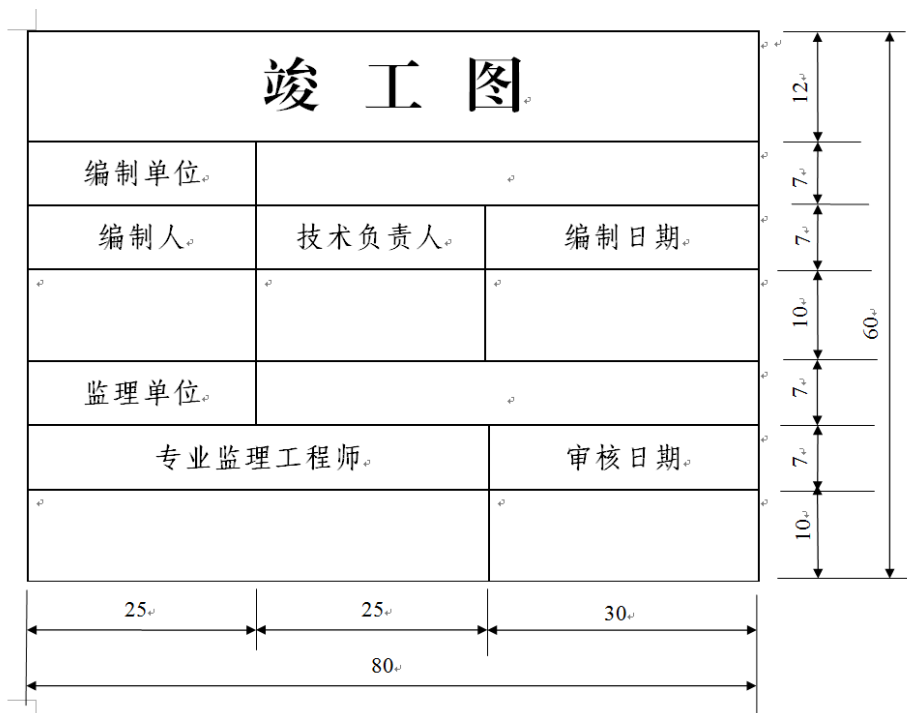 竣 工 图
编制单位
编制人 技术负责人 编制日期
监理单位
专业监理工程师 审核日期
12
7
7
10
7
7
10
60
25 25 30
80